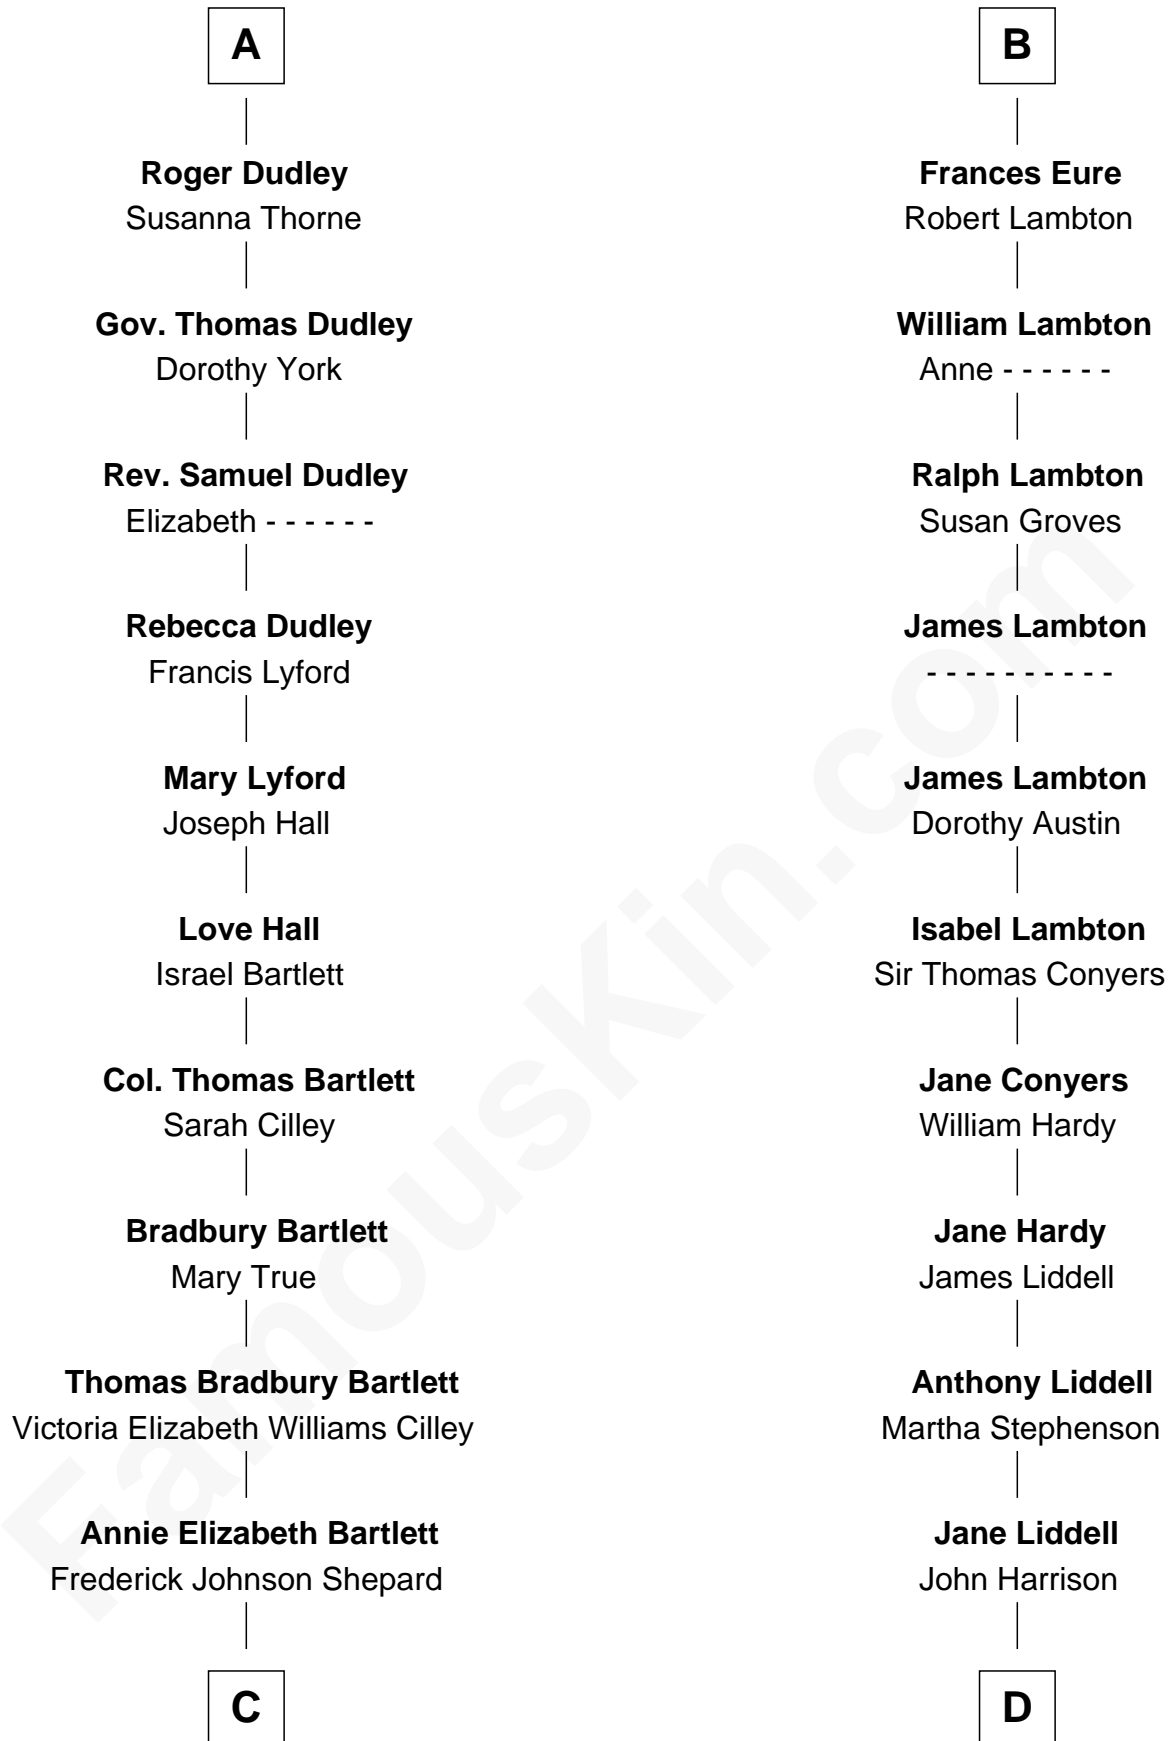 A
Roger Dudley
Susanna Thorne
Gov. Thomas Dudley
Dorothy York
Rev. Samuel Dudley
Elizabeth - - - - - -
Rebecca Dudley
Francis Lyford
Mary Lyford
Joseph Hall
Love Hall
Israel Bartlett
Col. Thomas Bartlett
Sarah Cilley
Bradbury Bartlett
Mary True
Thomas Bradbury Bartlett
Victoria Elizabeth Williams Cilley
Annie Elizabeth Bartlett
Frederick Johnson Shepard
C
B
Frances Eure
Robert Lambton
William Lambton
Anne - - - - - -
Ralph Lambton
Susan Groves
James Lambton
- - - - - - - - - -
James Lambton
Dorothy Austin
Isabel Lambton
Sir Thomas Conyers
Jane Conyers
William Hardy
Jane Hardy
James Liddell
Anthony Liddell
Martha Stephenson
Jane Liddell
John Harrison
D
FamousKin.com